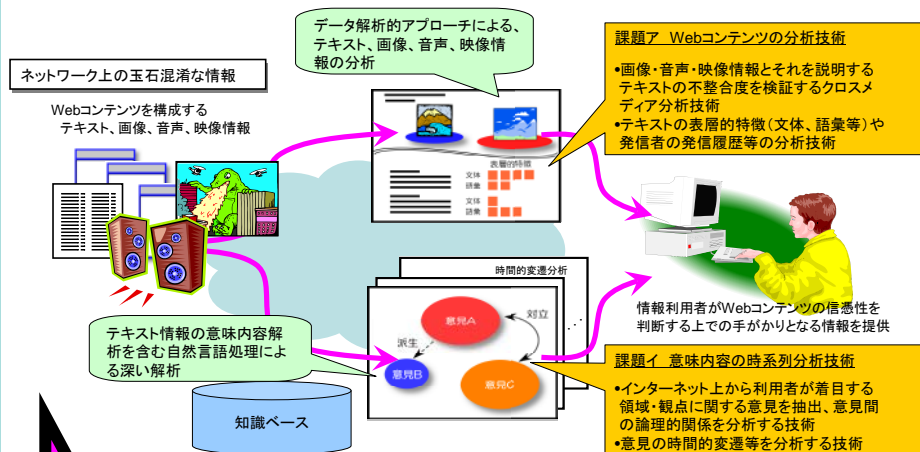 データ解析的アプローチによる、
テキスト、画像、音声、映像情
報の分析
課題ア Webコンテンツの分析技術
•画像・音声・映像情報とそれを説明する
テキストの不整合度を検証するクロスメ
ディア分析技術
•テキストの表層的特徴(文体、語彙等)や
発信者の発信履歴等の分析技術
ネットワーク上の玉石混淆な情報
Webコンテンツを構成する
テキスト、画像、音声、映像情報
表層的特徴
文体
語彙
文体
語彙
時間的変遷分析
意見A
対立
派生
意見B
意見C
情報利用者がWebコンテンツの信憑性を
判断する上での手がかりとなる情報を提供
テキスト情報の意味内容解
析を含む自然言語処理によ
る深い解析
知識ベース
課題イ 意味内容の時系列分析技術
•インターネット上から利用者が着目する
領域・観点に関する意見を抽出、意見間
の論理的関係を分析する技術
•意見の時間的変遷等を分析する技術